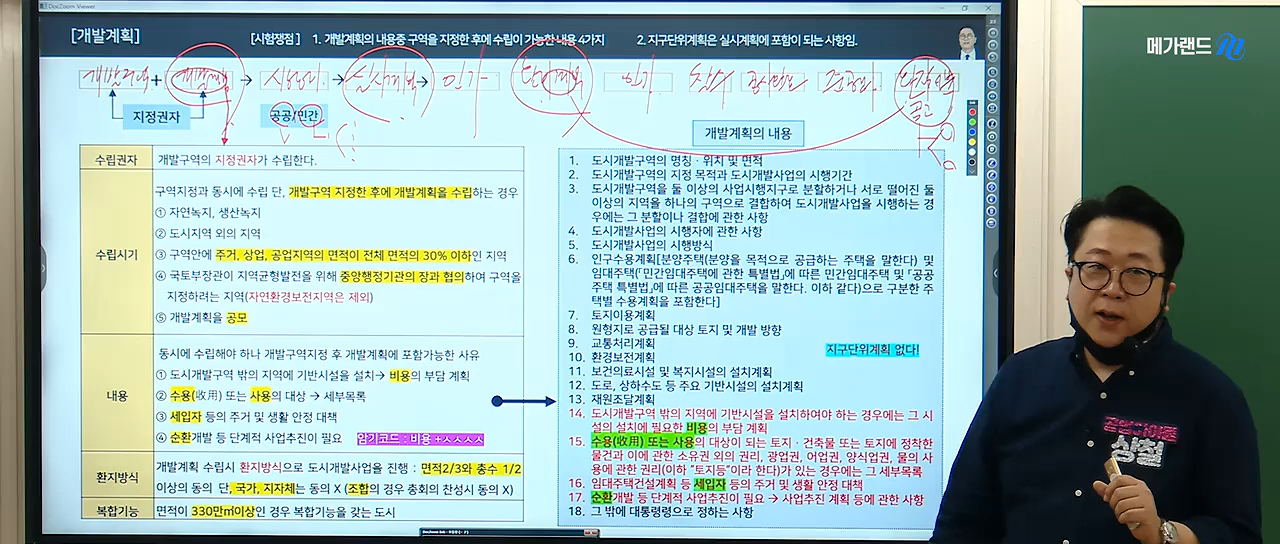 DocZoom Viewer
[개발계획]
[시험쟁점] 1. 개발계획의 내용중 구역을 지정한 후에 수립이 가능한 내용 4가지 2. 지구단위계획은 실시계획에 포함이 되는 사항임.
메가랜드
지정권자
공공/민간
개발계획의 내용
수립권자
개발구역의 지정권자가 수립한다.
수립시기
구역지정과 동시에 수립 단, 개발구역 지정한 후에 개발계획을 수립하는 경우
① 자연녹지, 생산녹지
② 도시지역 외의 지역
③ 구역안에 주거, 상업, 공업지역의 면적이 전체 면적의 30% 이하인 지역
④ 국토부장관이 지역균형발전을 위해 중앙행정기관의 장과 협의하여 구역을
지정하려는 지역(자연환경보전지역은 제외)
⑤ 개발계획을 공모
내용
동시에 수립해야 하나 개발구역지정 후 개발계획에 포함가능한 사유
① 도시개발구역 밖의 지역에 기반시설을 설치→ 비용의 부담 계획
② 수용(收用) 또는 사용의 대상 → 세부목록
③ 세입자 등의 주거 및 생활 안정 대책
④ 순환개발 등 단계적 사업추진이 필요 암기코드 : 비용 +ㅅㅅㅅㅅ
환지방식
개발계획 수립시 환지방식으로 도시개발사업을 진행 : 면적2/3와 총수 1/2
이상의 동의 단, 국가, 지자체는 동의 X (조합의 경우 총회의 찬성시 동의 X)
복합기능
면적이 330만㎡이상인 경우 복합기능을 갖는 도시
1. 도시개발구역의 명칭·위치 및 면적
2. 도시개발구역의 지정 목적과 도시개발사업의 시행기간
3. 도시개발구역을 둘 이상의 사업시행지구로 분할하거나 서로 떨어진 둘
이상의 지역을 하나의 구역으로 결합하여 도시개발사업을 시행하는 경
우에는 그 분할이나 결합에 관한 사항
4. 도시개발사업의 시행자에 관한 사항
5. 도시개발사업의 시행방식
6. 인구수용계획[분양주택(분양을 목적으로 공급하는 주택을 말한다) 및
임대주택(「민간임대주택에 관한 특별법」에 따른 민간임대주택 및 「공공
주택 특별법」에 따른 공공임대주택을 말한다. 이하 같다)으로 구분한 주
택별 수용계획을 포함한다]
7. 토지이용계획
8. 원형지로 공급될 대상 토지 및 개발 방향
9. 교통처리계획
지구단위계획 없다!
10. 환경보전계획
11. 보건의료시설 및 복지시설의 설치계획
12. 도로, 상하수도 등 주요 기반시설의 설치계획
13. 재원조달계획
14. 도시개발구역 밖의 지역에 기반시설을 설치하여야 하는 경우에는 그 시
설의 설치에 필요한 비용의 부담 계획
15. 수용(收用) 또는 사용의 대상이 되는 토지·건축물 또는 토지에 정착한
물건과 이에 관한 소유권 외의 권리, 광업권, 어업권, 양식업권, 물의 사
용에 관한 권리(이하 "토지등"이라 한다)가 있는 경우에는 그 세부목록
16. 임대주택건설계획 등 세입자 등의 주거 및 생활 안정 대책
17. 순환개발 등 단계적 사업추진이 필요 → 사업추진 계획 등에 관한 사항
18. 그 밖에 대통령령으로 정하는 사항
상철